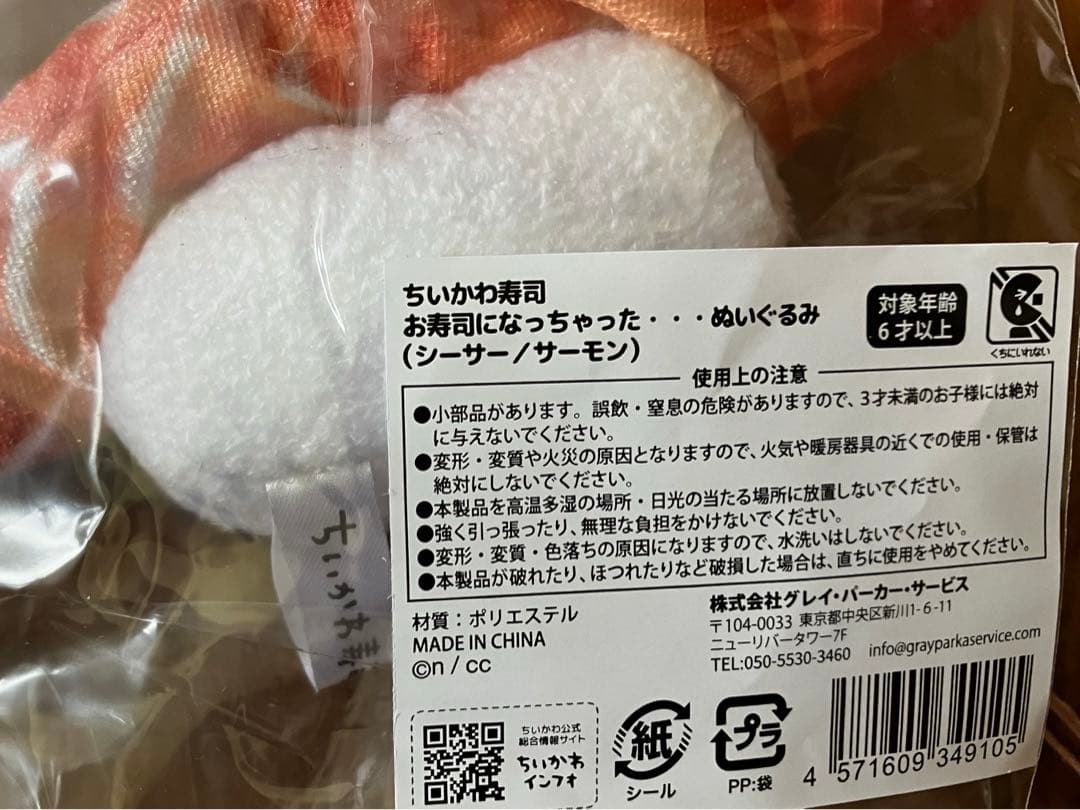 ちいかわ寿司
お寿司になっちゃった・・・ぬいぐるみ
(シーサー/サーモン)
対象年齢
6才以上
くちにいれない
使用上の注意
●小部品があります。誤飲・窒息の危険がありますので、3才未満のお子様には絶対
に与えないでください。
●変形・変質や火災の原因となりますので、火気や暖房器具の近くでの使用・保管は
絶対にしないでください。
●本製品を高温多湿の場所・日光の当たる場所に放置しないでください。
●強く引っ張ったり、無理な負担をかけないでください。
●変形・変質・色落ちの原因になりますので、水洗いはしないでください。
●本製品が破れたり、ほつれたりなど破損した場合は、直ちに使用をやめてください。
材質:ポリエステル
MADE IN CHINA
©n / cc
株式会社グレイ・パーカー・サービス
〒104-0033 東京都中央区新川1-6-11
ニューリバータワー7F
TEL:050-5530-3460 info@grayparkaservice.com
ちいかわ公式
総合情報サイト
ちいかわ
インフォ
紙
シール
プラ
PP:袋
4 571609 349105
ちいかわ寿